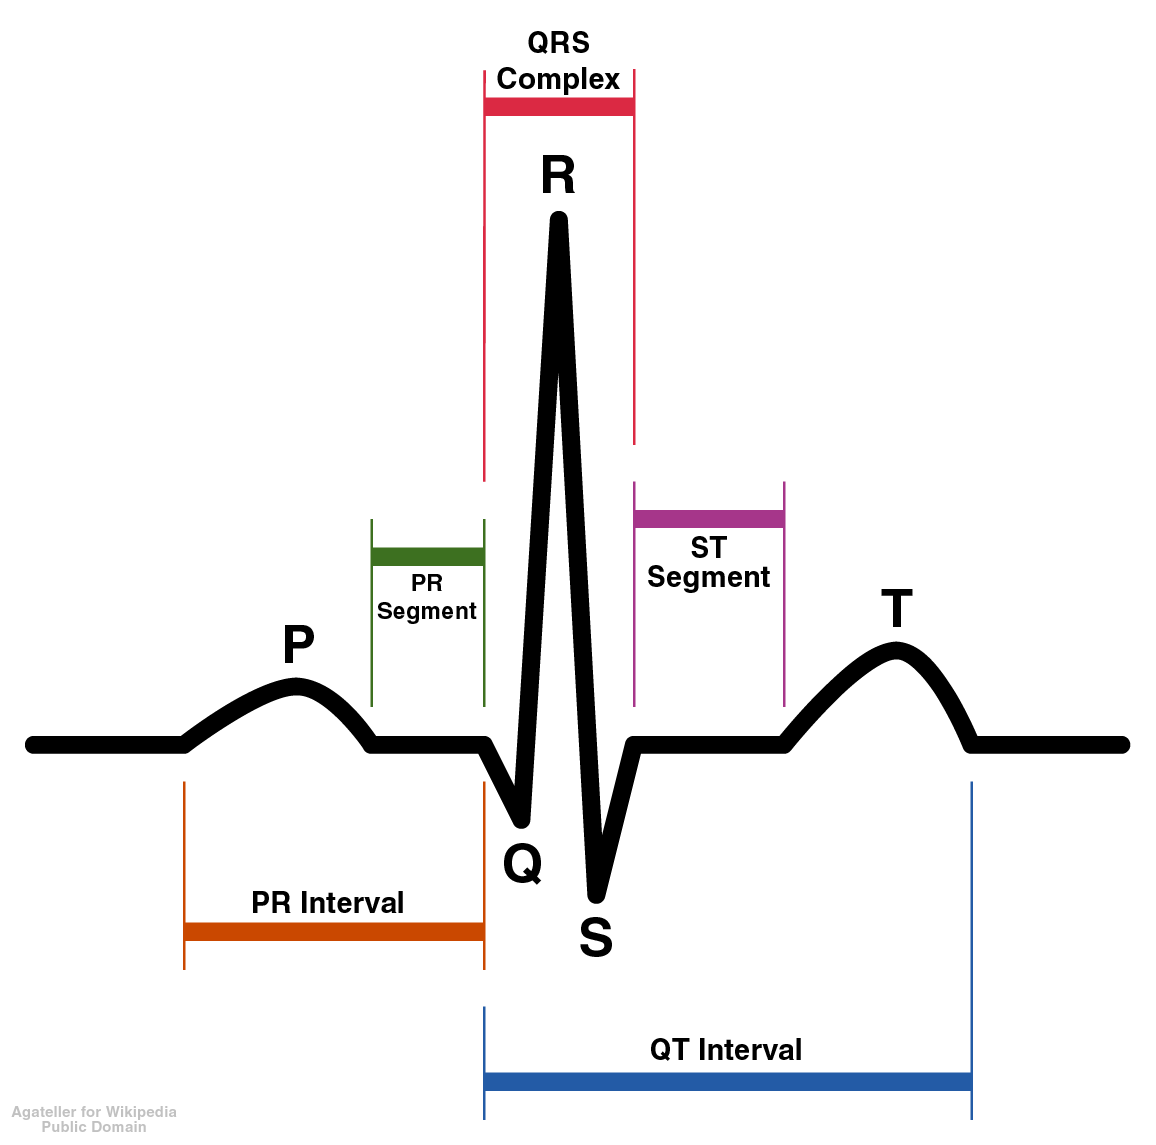 QRS
Complex
R
PR
Segment
ST
Segment
P
T
Q
PR Interval
S
QT Interval
Agateller for Wikipedia
Public Domain